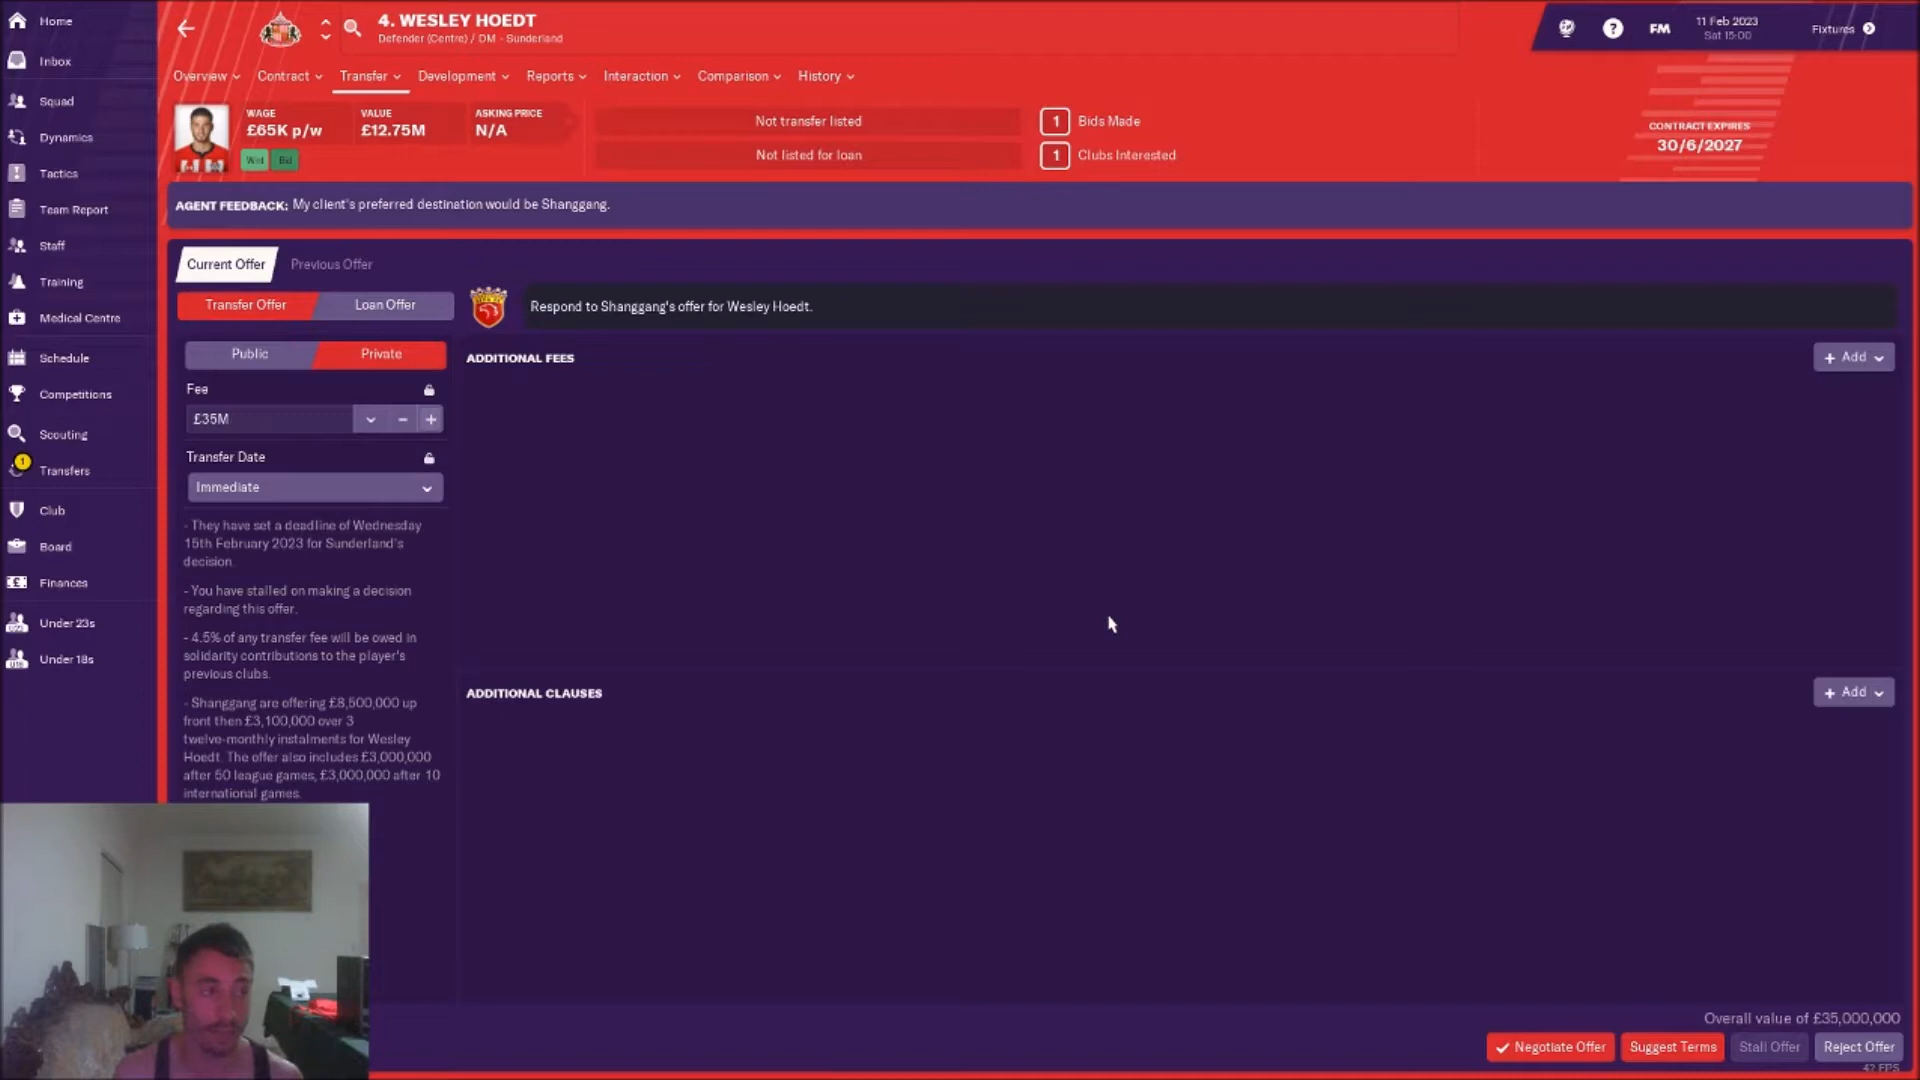 Home
Inbox
Squad
Dynamics
Tactics
Team Report
Staff
Training
Medical Centre
Schedule
Competitions
Scouting
1
Transfers
Club
Board
Finances
Under 23s
Under 18s
4. WESLEY HOEDT
Defender (Centre) / DM - Sunderland
FM
11 Feb 2023
Sat 15:00
Fixtures
Overview
Contract
Transfer
Development
Reports
Interaction
Comparison
History
WAGE
£65K p/w
VALUE
£12.75M
ASKING PRICE
N/A
Wnt
Bid
Not transfer listed
Not listed for loan
1 Bids Made
1 Clubs Interested
CONTRACT EXPIRES
30/6/2027
AGENT FEEDBACK: My client's preferred destination would be Shanggang.
Current Offer
Previous Offer
Transfer Offer
Loan Offer
Respond to Shanggang's offer for Wesley Hoedt.
Public
Private
Fee
£35M
Transfer Date
Immediate
- They have set a deadline of Wednesday
15th February 2023 for Sunderland's
decision.
- You have stalled on making a decision
regarding this offer.
- 4.5% of any transfer fee will be owed in
solidarity contributions to the player's
previous clubs.
- Shanggang are offering £8,500,000 up
front then £3,100,000 over 3
twelve-monthly instalments for Wesley
Hoedt. The offer also includes £3,000,000
after 50 league games, £3,000,000 after 10
international games.
ADDITIONAL FEES
+ Add
ADDITIONAL CLAUSES
+ Add
Overall value of £35,000,000
Negotiate Offer
Suggest Terms
Stall Offer
Reject Offer
42 FPS